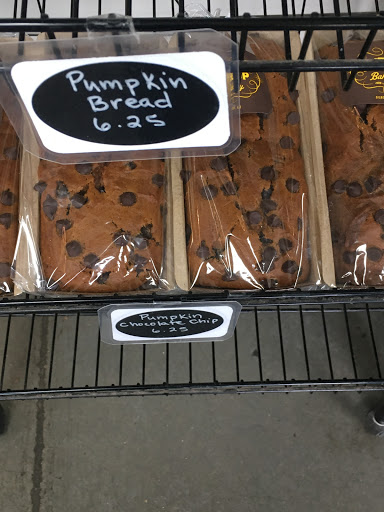 Pumpkin
Bread
6.25
Pumpkin
Chocolate Chip
6.25